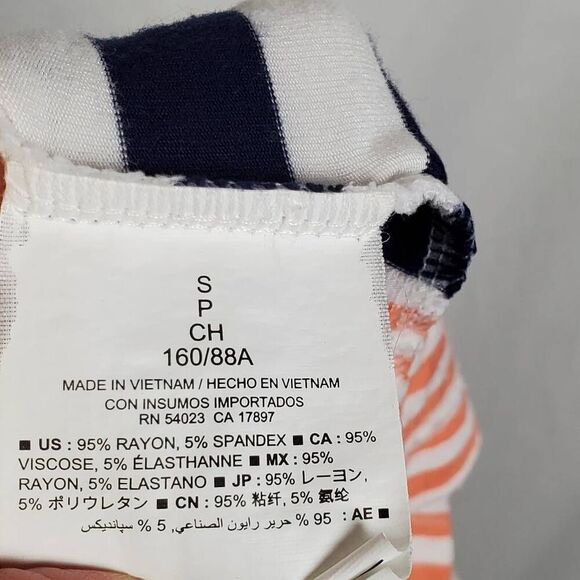 S
P
CH
160/88A
MADE IN VIETNAM / HECHO EN VIETNAM
CON INSUMOS IMPORTADOS
RN 54023 CA 17897
■ US : 95% RAYON, 5% SPANDEX ■ CA : 95%
VISCOSE, 5% ÉLASTHANNE ■ MX : 95%
RAYON, 5% ELASTANO ■ JP : 95% レーヨン,
5% ポリウレタン ■ CN : 95% 粘纤, 5% 氨纶
■ AE : 95 % حرير رايون الصناعي, 5 % سپانديكس